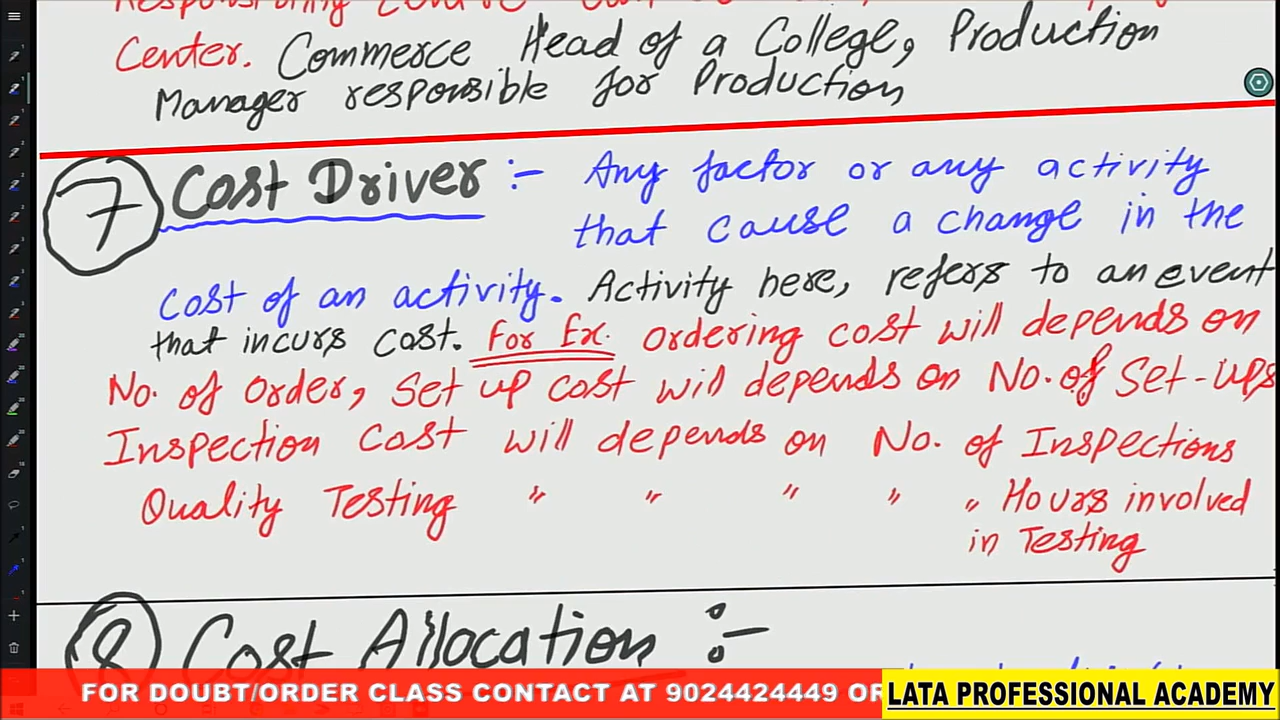 Center. Commerce Head of a College, Production
Manager responsible for Production
7 Cost Driver :- Any factor or any activity
that cause a change in the
cost of an activity. Activity here, refers to an event
that incurs cost. For Ex. ordering cost will depends on
No. of order, Set up cost will depends on No. of Set-ups
Inspection cost will depends on No. of Inspections
Quality Testing " " " " " Hours involved
in Testing
8 Cost Allocation :-
FOR DOUBT/ORDER CLASS CONTACT AT 9024424449 OR
LATA PROFESSIONAL ACADEMY